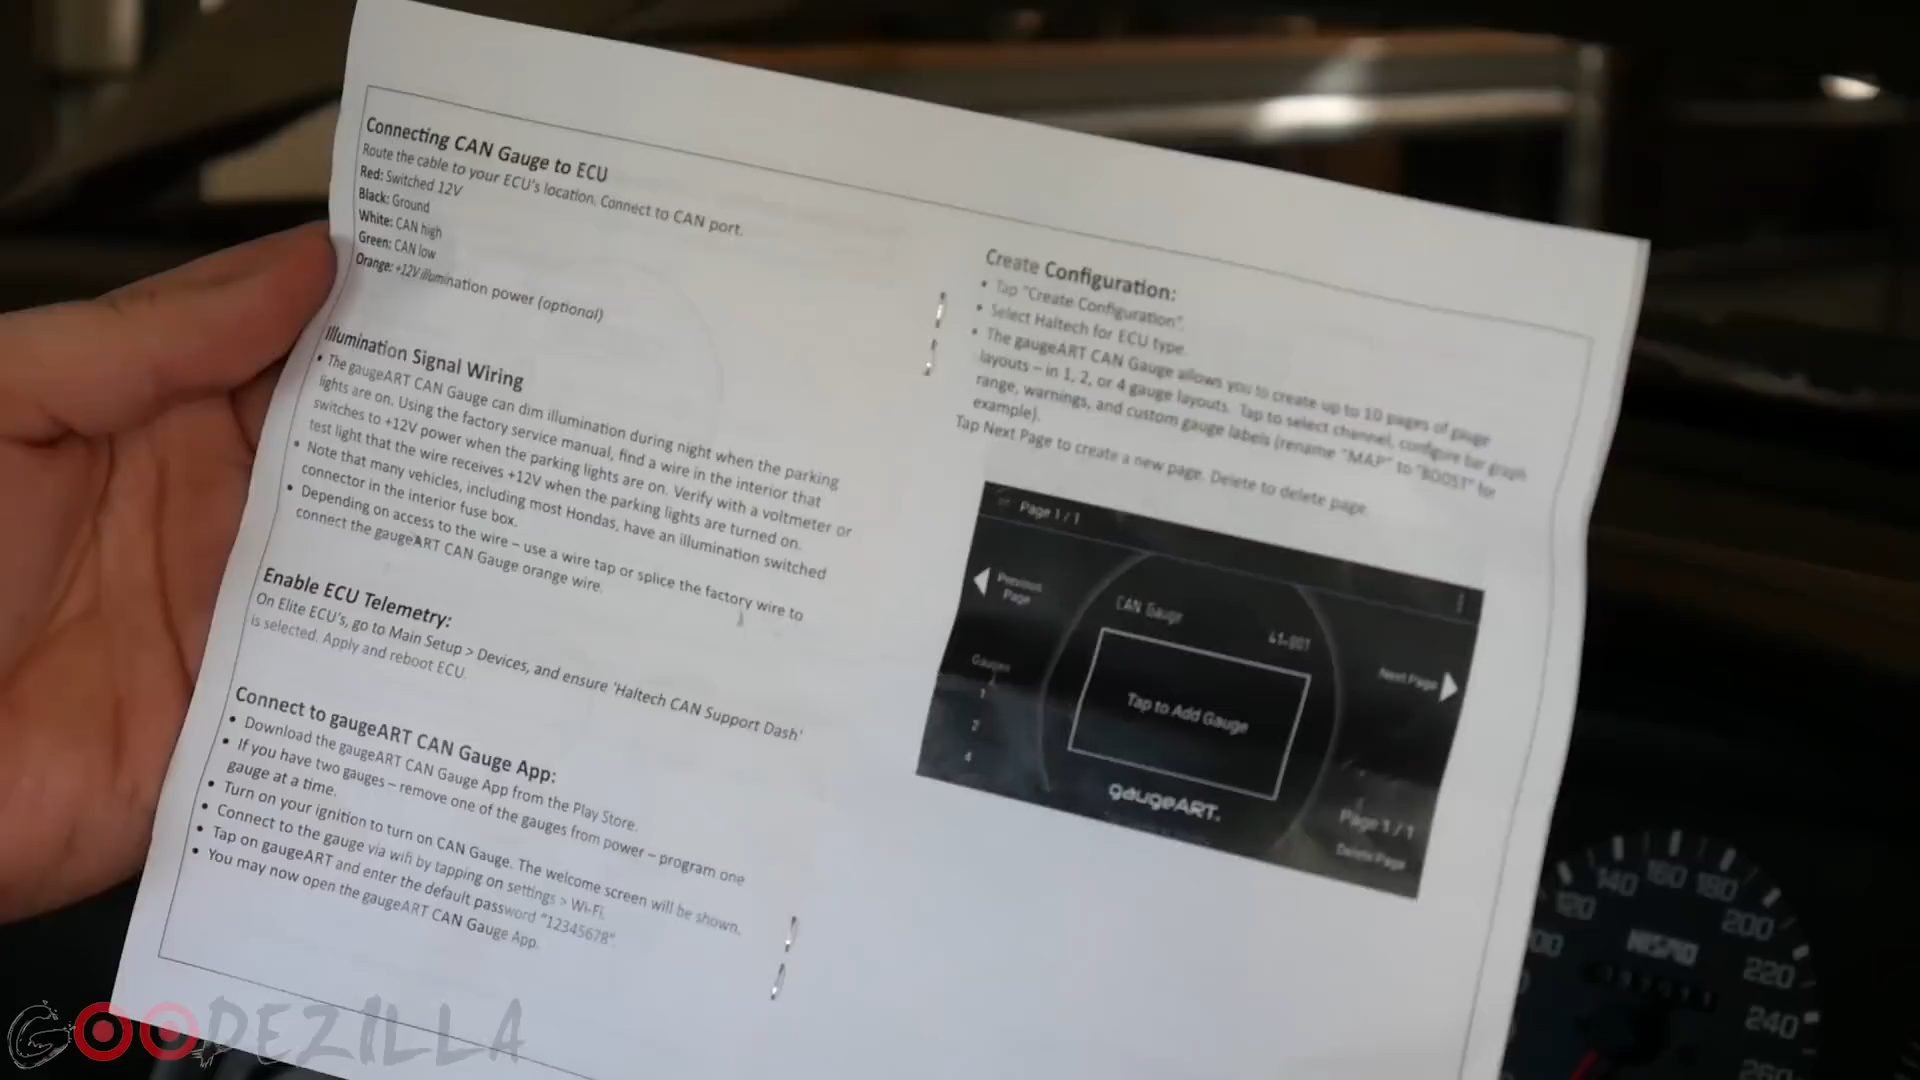 Connecting CAN Gauge to ECU
Route the cable to your ECU's location. Connect to CAN port.
Red: Switched 12V
Black: Ground
White: CAN high
Green: CAN low
Orange: +12V illumination power (optional)
Illumination Signal Wiring
• The gaugeART CAN Gauge can dim illumination during night when the parking
lights are on. Using the factory service manual, find a wire in the interior that
switches to +12V power when the parking lights are on. Verify with a voltmeter or
test light that the wire receives +12V when the parking lights are turned on.
• Note that many vehicles, including most Hondas, have an illumination switched
connector in the interior fuse box.
• Depending on access to the wire – use a wire tap or splice the factory wire to
connect the gaugeART CAN Gauge orange wire.
Enable ECU Telemetry:
On Elite ECU's, go to Main Setup > Devices, and ensure 'Haltech CAN Support Dash'
is selected. Apply and reboot ECU.
Connect to gaugeART CAN Gauge App:
• Download the gaugeART CAN Gauge App from the Play Store.
• If you have two gauges – remove one of the gauges from power – program one
gauge at a time.
• Turn on your ignition to turn on CAN Gauge. The welcome screen will be shown.
• Connect to the gauge via wifi by tapping on settings > Wi-Fi.
• Tap on gaugeART and enter the default password "12345678".
• You may now open the gaugeART CAN Gauge App.
Create Configuration:
• Tap "Create Configuration".
• Select Haltech for ECU type.
• The gaugeART CAN Gauge allows you to create up to 10 pages of gauge
layouts – in 1, 2, or 4 gauge layouts. Tap to select channel, configure bar graph
range, warnings, and custom gauge labels (rename "MAP" to "BOOST" for
example).
Tap Next Page to create a new page. Delete to delete page.
Page 1 / 1
Previous
Page
CAN Gauge
41-001
Next Page
Gauges
1
2
4
Tap to Add Gauge
gaugeART.
Page 1 / 1
Delete Page
120
140
160
180
200
220
240
260
NISMO
GOODEZILLA